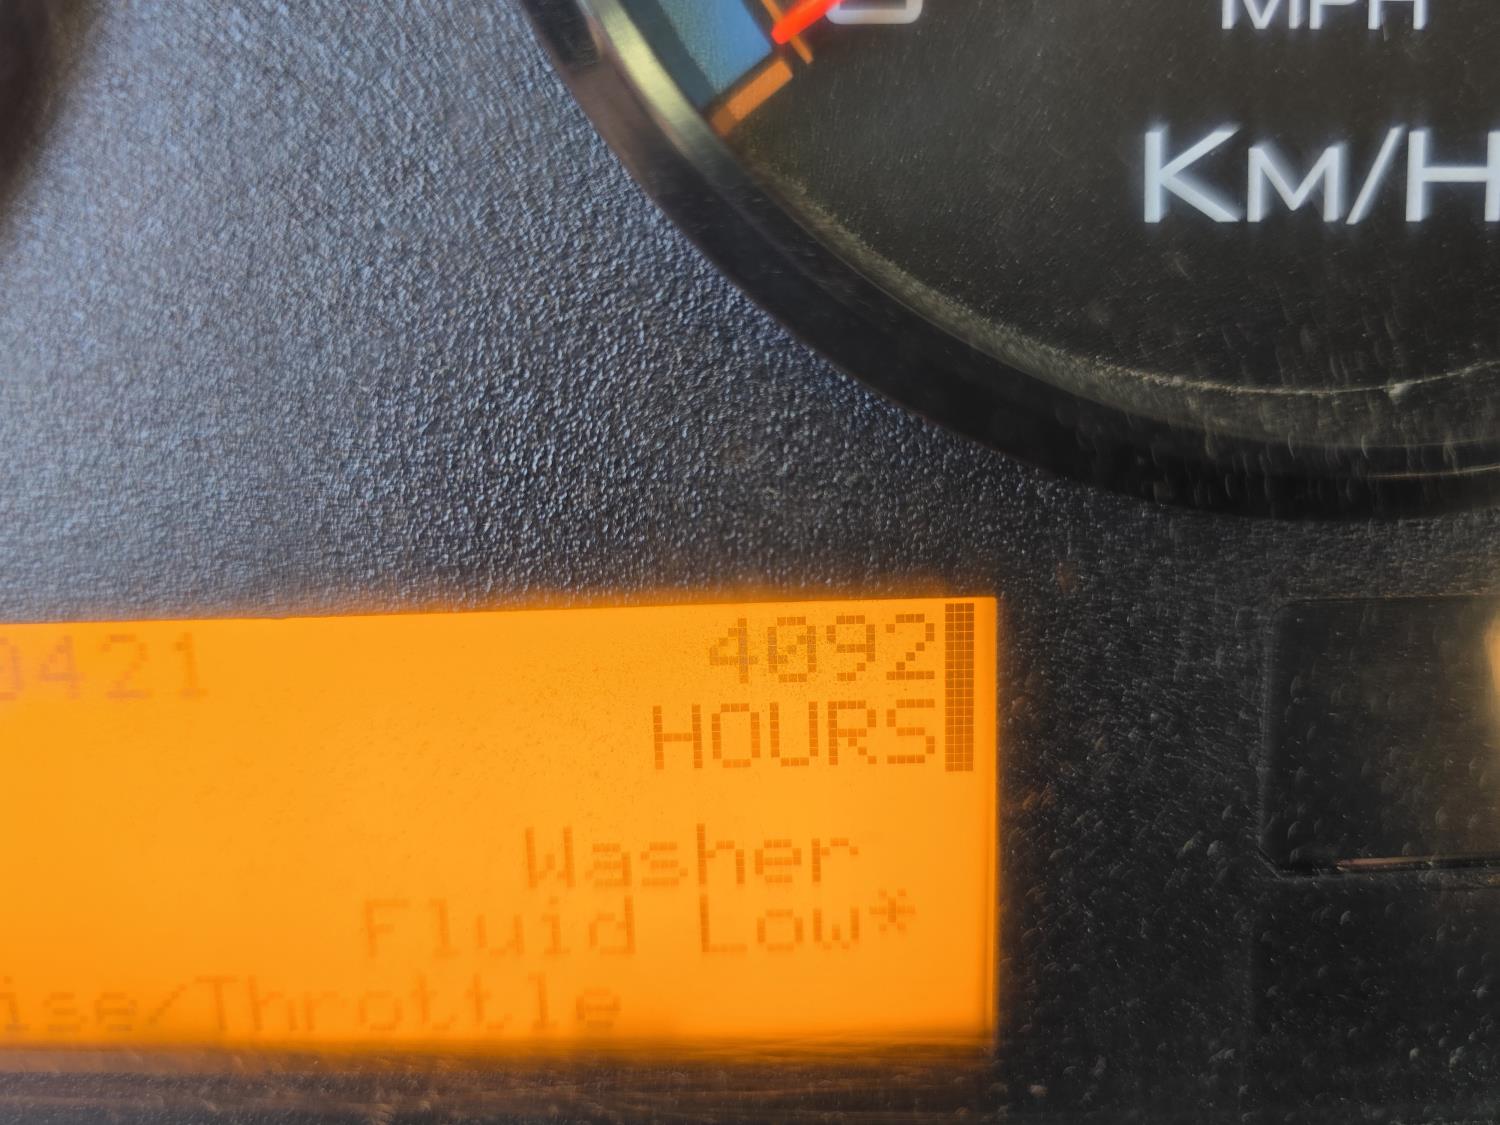 MPH
KM/H
0421
4092
HOURS
Washer
Fluid Low*
ise/Throttle